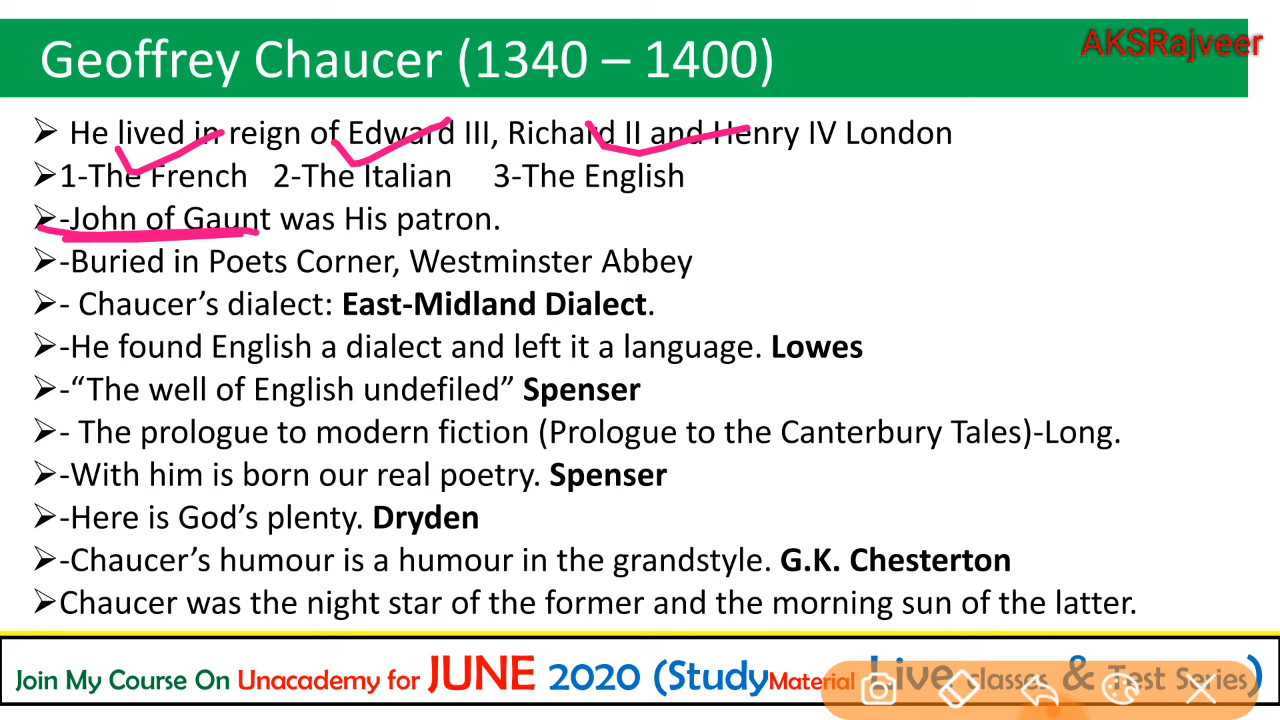 Geoffrey Chaucer (1340 – 1400)
AKSRajveer
➢ He lived in reign of Edward III, Richard II and Henry IV London
➢1-The French 2-The Italian 3-The English
➢-John of Gaunt was His patron.
➢-Buried in Poets Corner, Westminster Abbey
➢- Chaucer’s dialect: East-Midland Dialect.
➢-He found English a dialect and left it a language. Lowes
➢-“The well of English undefiled” Spenser
➢- The prologue to modern fiction (Prologue to the Canterbury Tales)-Long.
➢-With him is born our real poetry. Spenser
➢-Here is God’s plenty. Dryden
➢-Chaucer’s humour is a humour in the grandstyle. G.K. Chesterton
➢Chaucer was the night star of the former and the morning sun of the latter.
Join My Course On Unacademy for JUNE 2020 (StudyMaterial Live classes & Test Series)